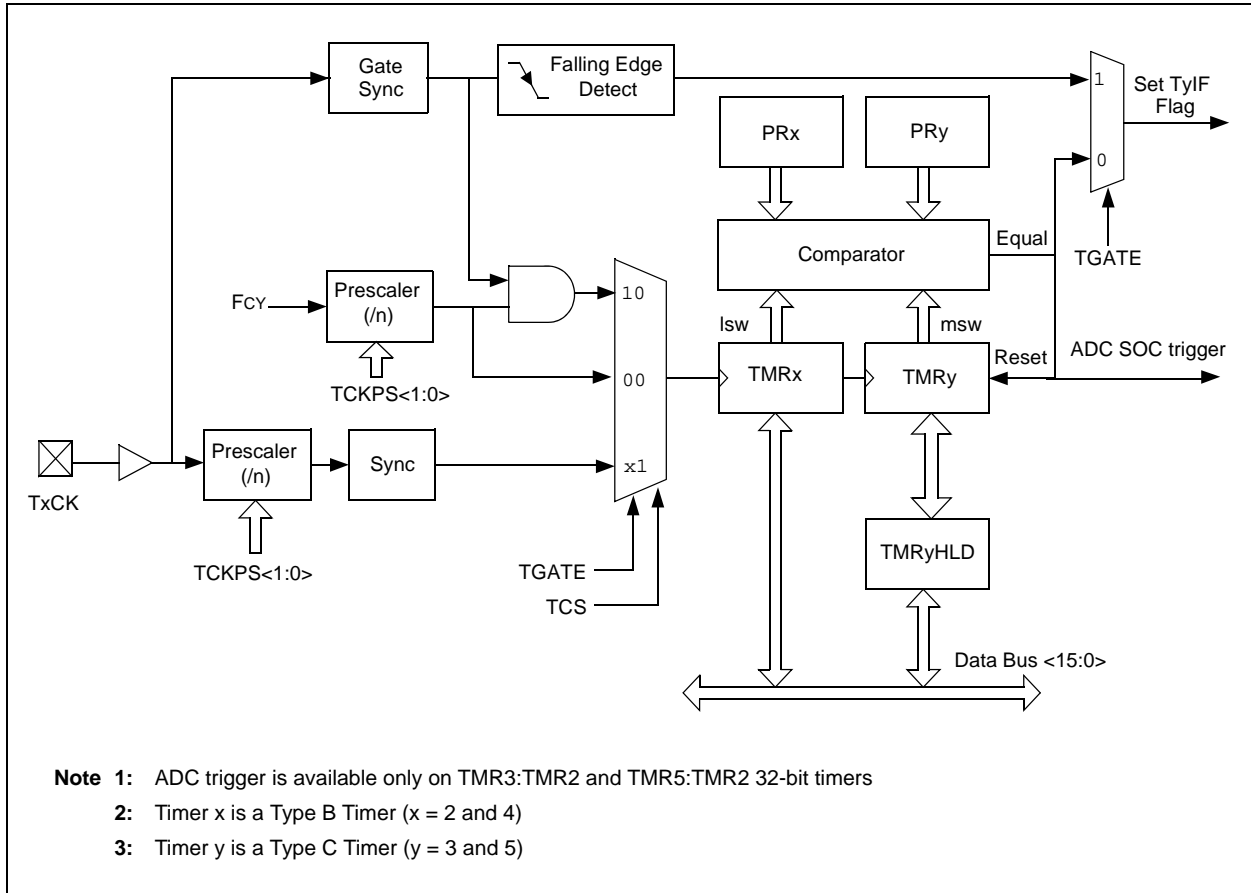 Gate
Sync
Falling Edge
Detect
1
Set TyIF
Flag
PRx
PRy
0
Comparator
Equal
TGATE
FCY
Prescaler
(/n)
10
lsw
msw
TCKPS<1:0>
00
TMRx
TMRy
Reset
ADC SOC trigger
TxCK
Prescaler
(/n)
Sync
x1
TCKPS<1:0>
TGATE
TCS
TMRyHLD
Data Bus <15:0>
Note 1: ADC trigger is available only on TMR3:TMR2 and TMR5:TMR2 32-bit timers
2: Timer x is a Type B Timer (x = 2 and 4)
3: Timer y is a Type C Timer (y = 3 and 5)